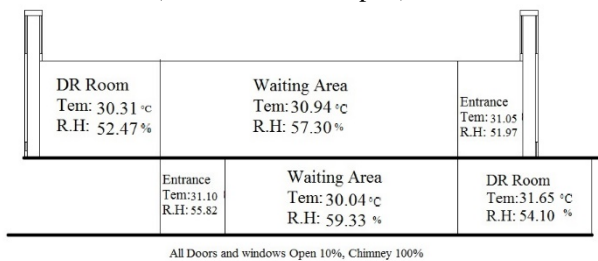 DR Room
Tem: 30.31 °C
R.H: 52.47 %
Waiting Area
Tem: 30.94 °C
R.H: 57.30 %
Entrance
Tem: 31.05
R.H: 51.97
Entrance
Tem:31.10
R.H: 55.82
Waiting Area
Tem: 30.04 °C
R.H: 59.33 %
DR Room
Tem: 31.65 °C
R.H: 54.10 %
All Doors and windows Open 10%, Chimney 100%